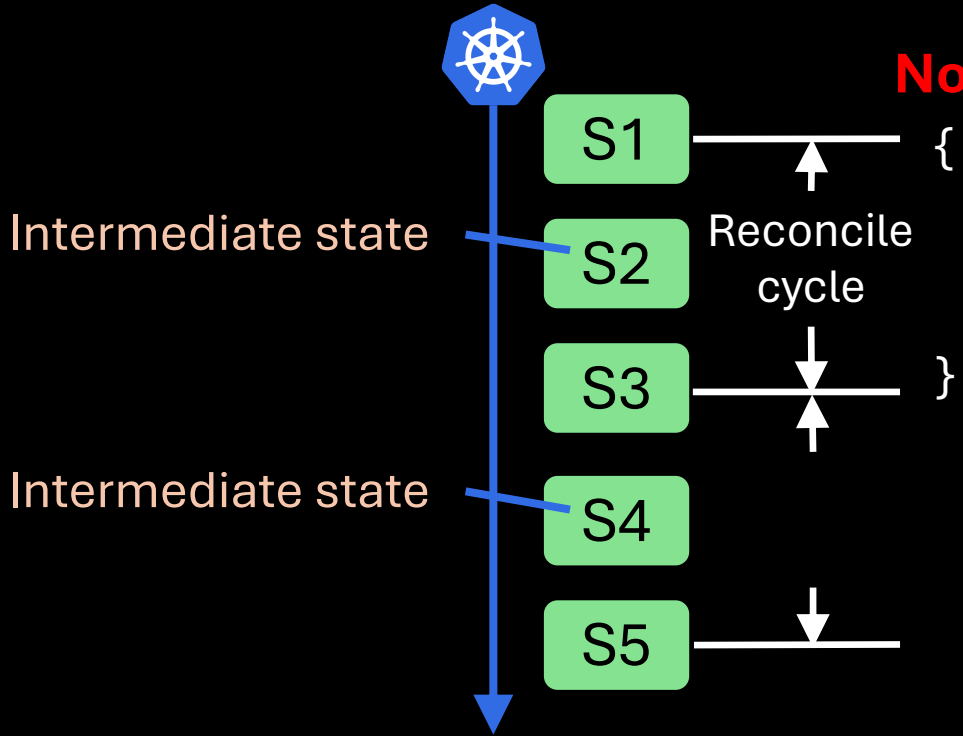 No
S1
{
Intermediate state
S2
Reconcile
cycle
S3
}
Intermediate state
S4
S5